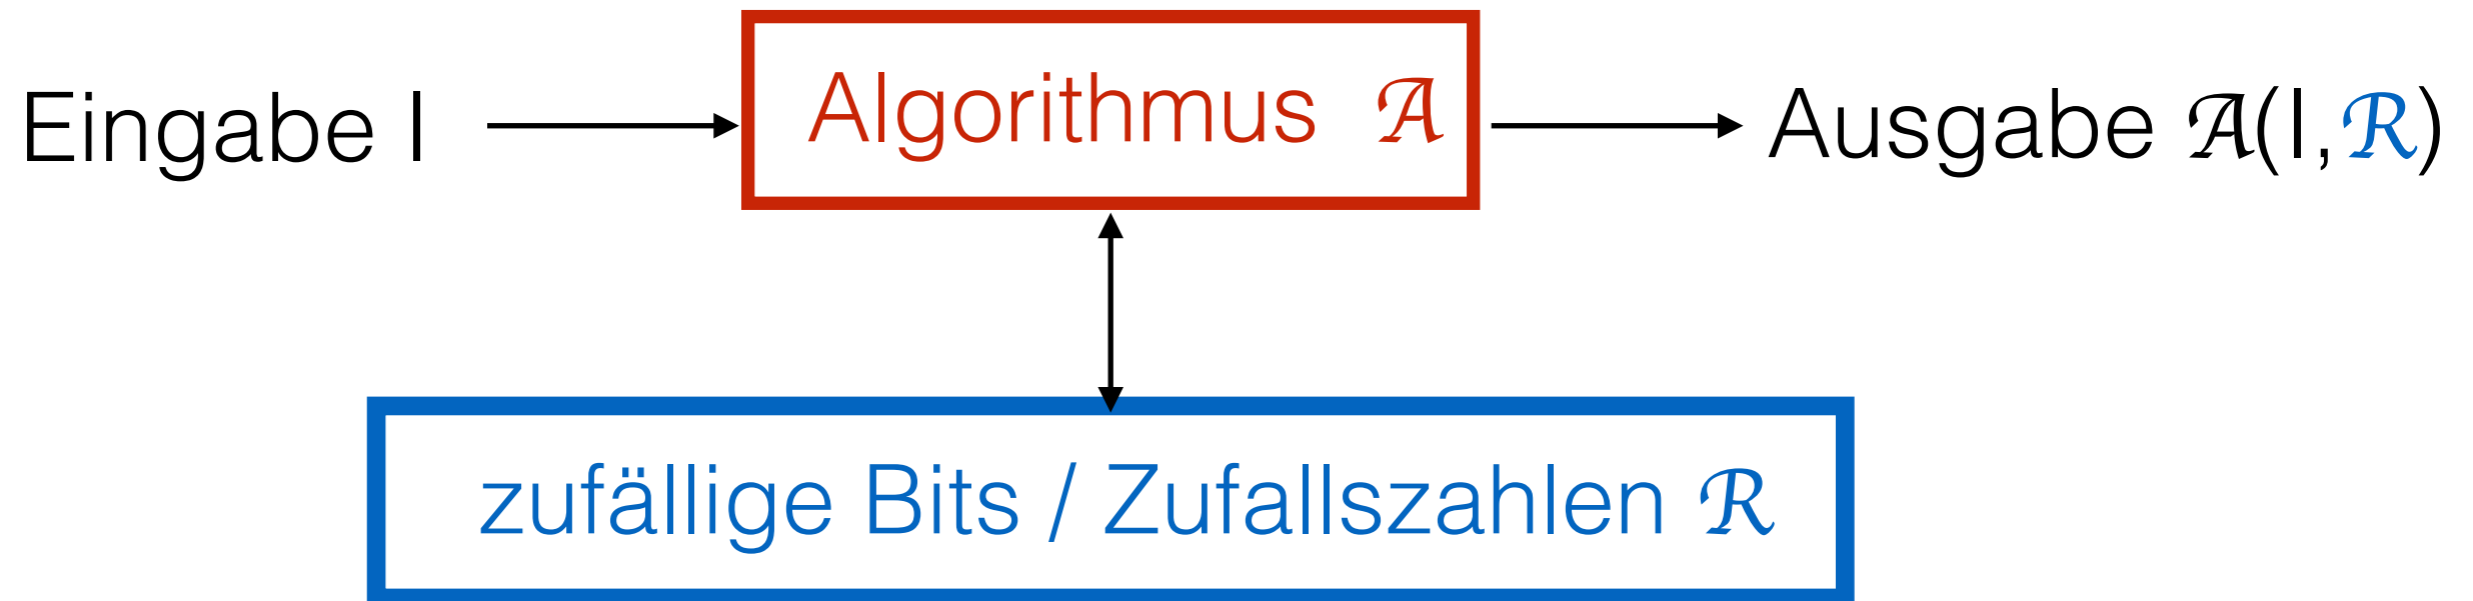 Eingabe I
Algorithmus 𝒜
Ausgabe 𝒜(I,ℛ)
zufällige Bits / Zufallszahlen ℛ